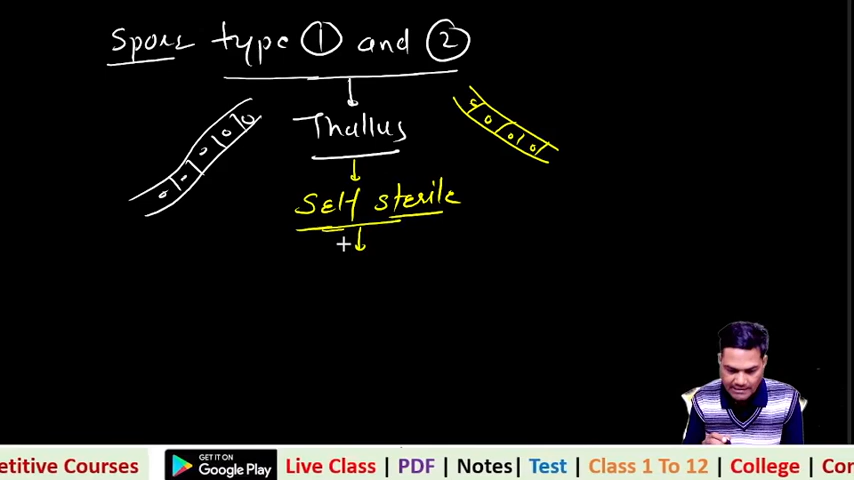 Spore type ① and ②
Thallus
Self sterile
etitive Courses
GET IT ON
Google Play
Live Class | PDF | Notes | Test | Class 1 To 12 | College | Co